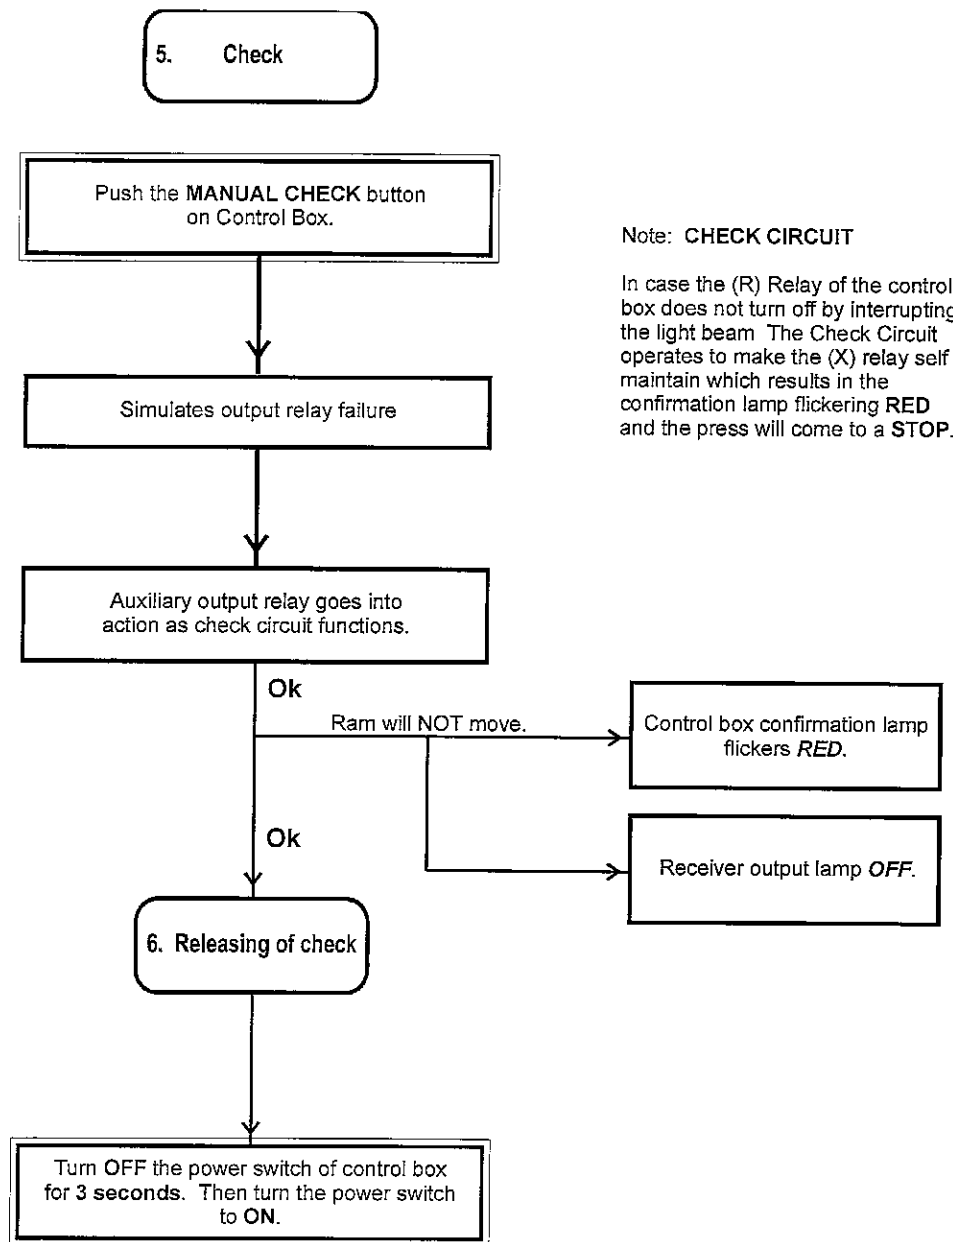 5. Check
Push the MANUAL CHECK button
on Control Box.
Note: CHECK CIRCUIT
In case the (R) Relay of the control
box does not turn off by interrupting
the light beam The Check Circuit
operates to make the (X) relay self
maintain which results in the
confirmation lamp flickering RED
and the press will come to a STOP.
Simulates output relay failure
Auxiliary output relay goes into
action as check circuit functions.
Ok
Ram will NOT move.
Control box confirmation lamp
flickers RED.
Ok
Receiver output lamp OFF.
6. Releasing of check
Turn OFF the power switch of control box
for 3 seconds. Then turn the power switch
to ON.